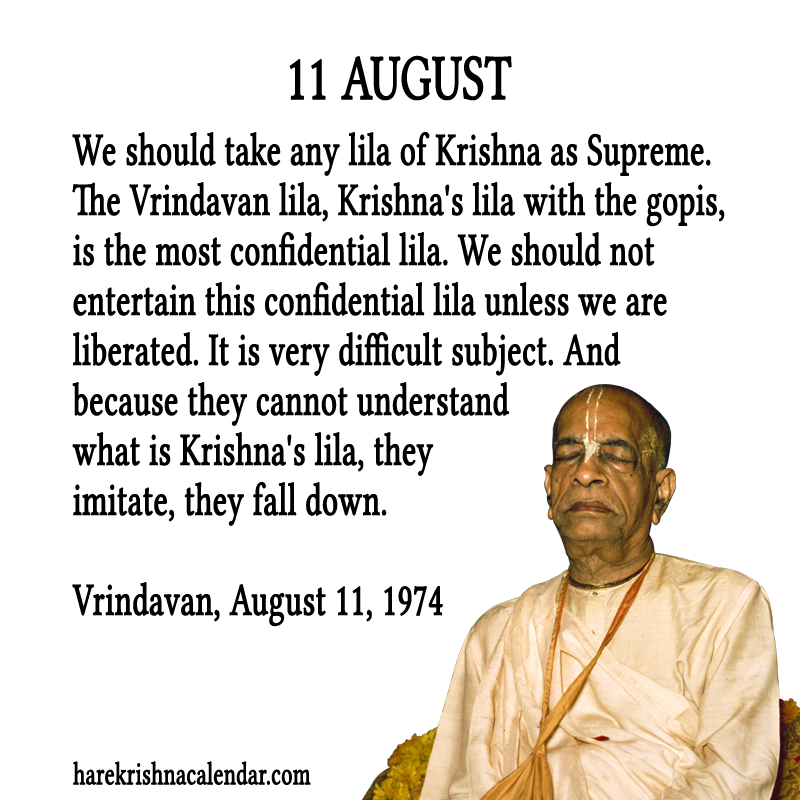 11 AUGUST
We should take any lila of Krishna as Supreme.
The Vrindavan lila, Krishna's lila with the gopis,
is the most confidential lila. We should not
entertain this confidential lila unless we are
liberated. It is very difficult subject. And
because they cannot understand
what is Krishna's lila, they
imitate, they fall down.
Vrindavan, August 11, 1974
harekrishnacalendar.com